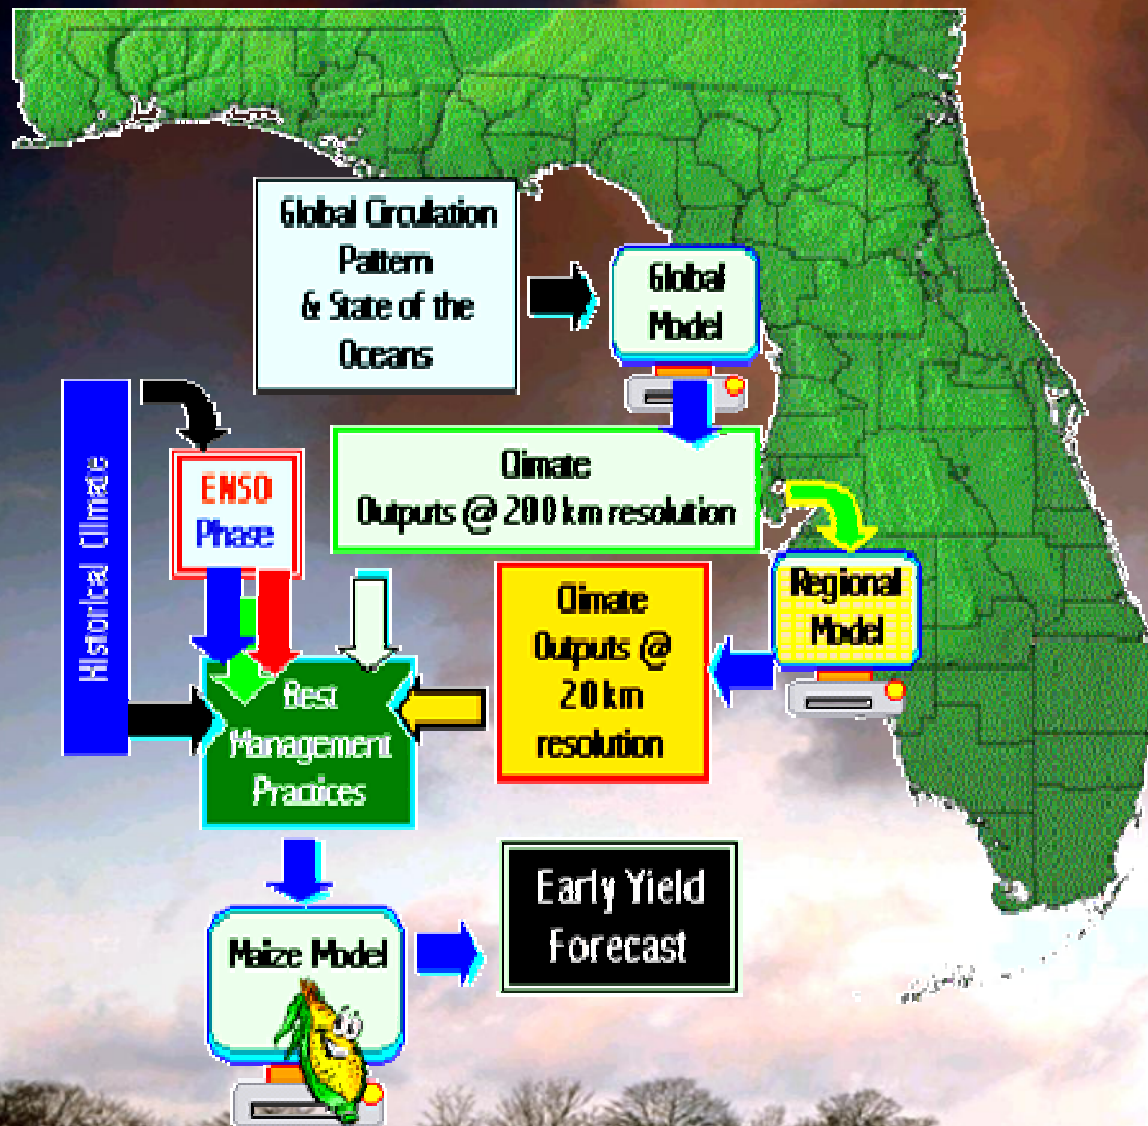 Global Circulation
Pattern
& State of the
Oceans
Global
Model
Historical Climate
ENSO
Phase
Climate
Outputs @ 200 km resolution
Regional
Model
Climate
Outputs @
20 km
resolution
Best
Management
Practices
Early Yield
Forecast
Maize Model